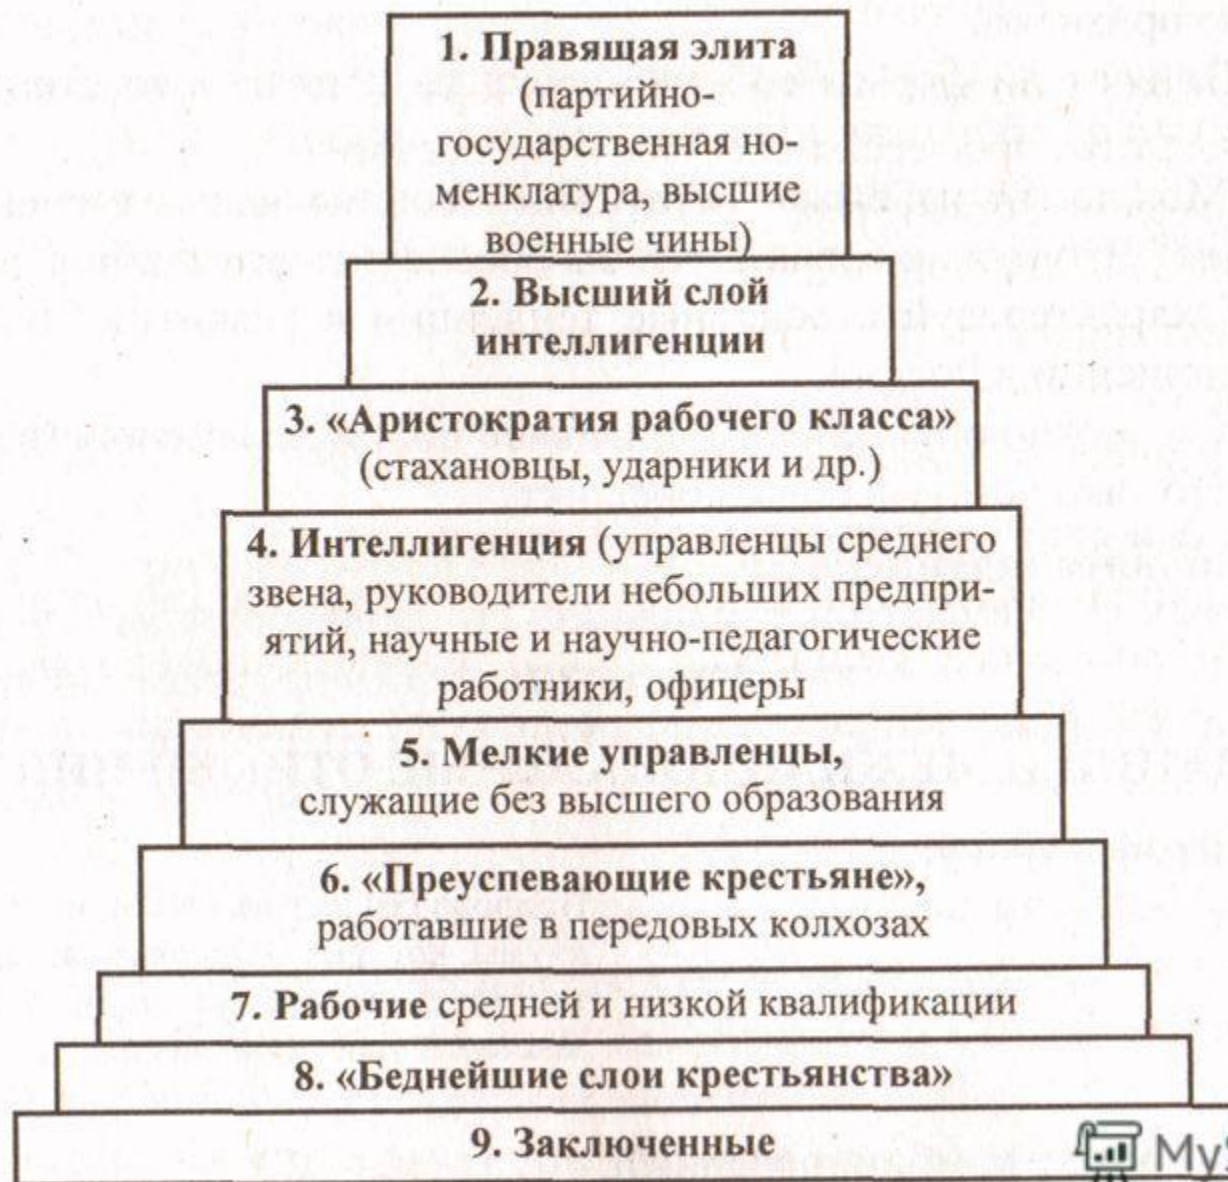 1. Правящая элита
(партийно-
государственная но-
менклатура, высшие
военные чины)
2. Высший слой
интеллигенции
3. «Аристократия рабочего класса»
(стахановцы, ударники и др.)
4. Интеллигенция (управленцы среднего
звена, руководители небольших предпри-
ятий, научные и научно-педагогические
работники, офицеры
5. Мелкие управленцы,
служащие без высшего образования
6. «Преуспевающие крестьяне»,
работавшие в передовых колхозах
7. Рабочие средней и низкой квалификации
8. «Беднейшие слои крестьянства»
9. Заключенные